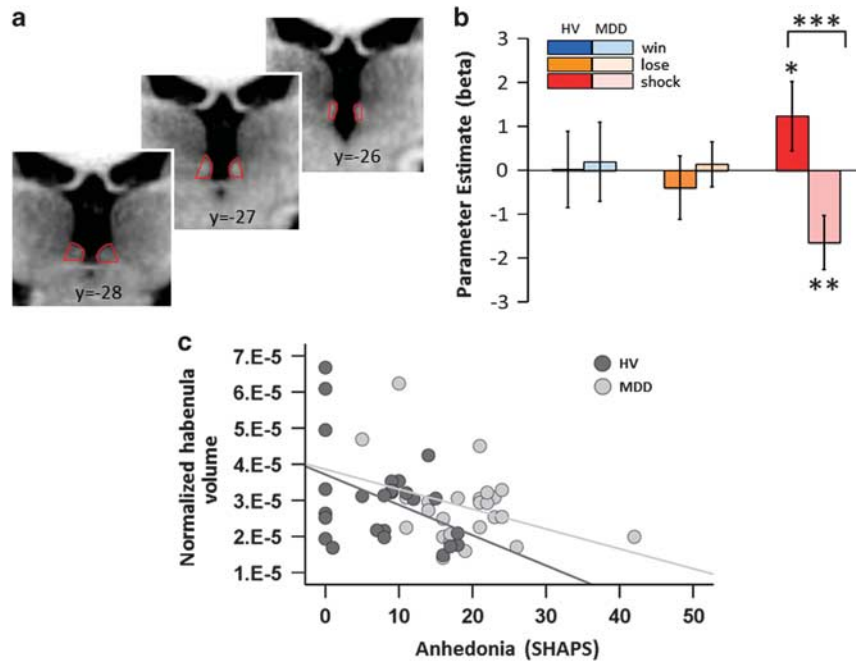 a
y=-26
y=-27
y=-28
b
HV MDD
win
lose
shock
***
*
**
3
2
1
0
-1
-2
-3
Parameter Estimate (beta)
c
HV
MDD
7.E-5
6.E-5
5.E-5
4.E-5
3.E-5
2.E-5
1.E-5
Normalized habenula
volume
0 10 20 30 40 50
Anhedonia (SHAPS)